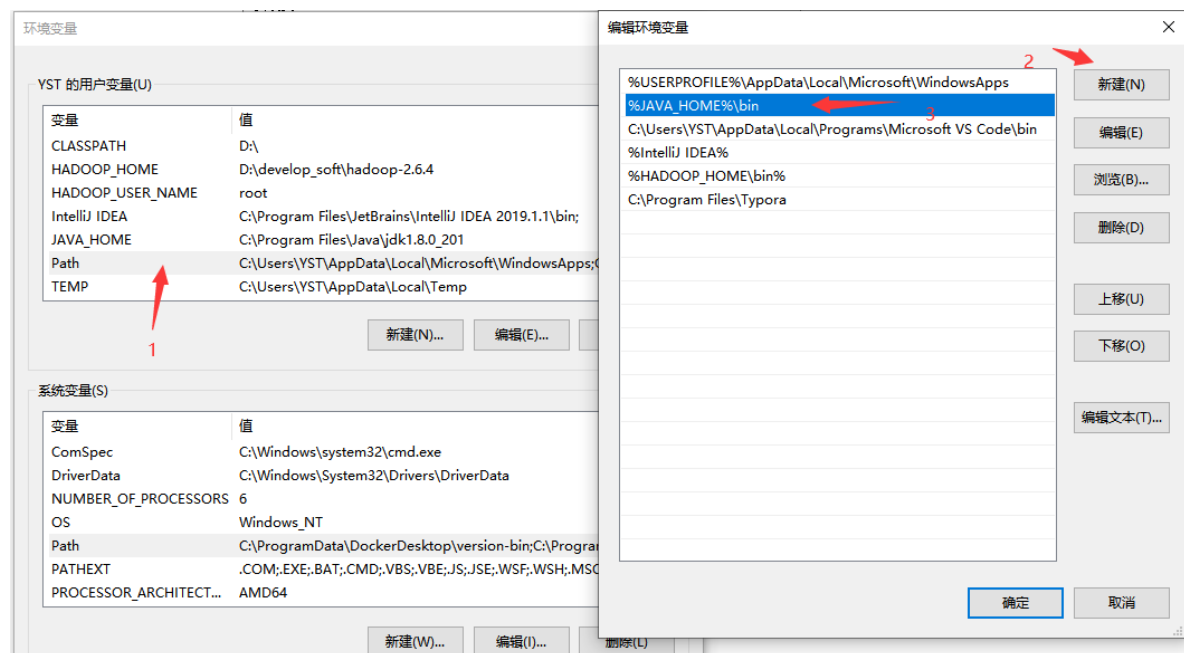 环境变量
YST 的用户变量(U)
变量 值
CLASSPATH D:\
HADOOP_HOME D:\develop_soft\hadoop-2.6.4
HADOOP_USER_NAME root
IntelliJ IDEA C:\Program Files\JetBrains\IntelliJ IDEA 2019.1.1\bin;
JAVA_HOME C:\Program Files\Java\jdk1.8.0_201
Path C:\Users\YST\AppData\Local\Microsoft\WindowsApps;
TEMP C:\Users\YST\AppData\Local\Temp
1
新建(N)... 编辑(E)...
系统变量(S)
变量 值
ComSpec C:\Windows\system32\cmd.exe
DriverData C:\Windows\System32\Drivers\DriverData
NUMBER_OF_PROCESSORS 6
OS Windows_NT
Path C:\ProgramData\DockerDesktop\version-bin;C:\Program
PATHEXT .COM;.EXE;.BAT;.CMD;.VBS;.VBE;.JS;.JSE;.WSF;.WSH;.MSC
PROCESSOR_ARCHITECT... AMD64
新建(W)... 编辑(I)... 删除(L)
编辑环境变量
2
%USERPROFILE%\AppData\Local\Microsoft\WindowsApps
%JAVA_HOME%\bin
3
C:\Users\YST\AppData\Local\Programs\Microsoft VS Code\bin
%IntelliJ IDEA%
%HADOOP_HOME\bin%
C:\Program Files\Typora
新建(N)
编辑(E)
浏览(B)...
删除(D)
上移(U)
下移(O)
编辑文本(T)...
确定 取消